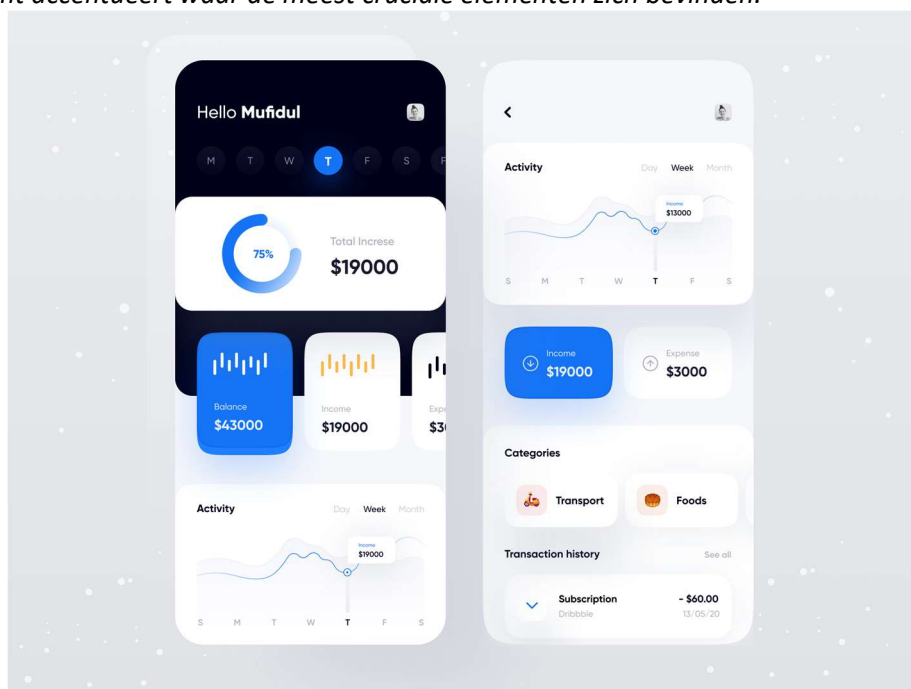 nt accentueert waar de meest cruciale elementen zich bevinden.
Hello Mufidul
M T W T F S F
75%
Total Increse
$19000
Balance
$43000
Income
$19000
Activity
Day Week Month
Income
$19000
S M T W T F S
Activity
Day Week Month
Income
$13000
S M T W T F S
Income
$19000
Expense
$3000
Categories
Transport
Foods
Transaction history
See all
Subscription
- $60.00
Dribbble
13/05/20